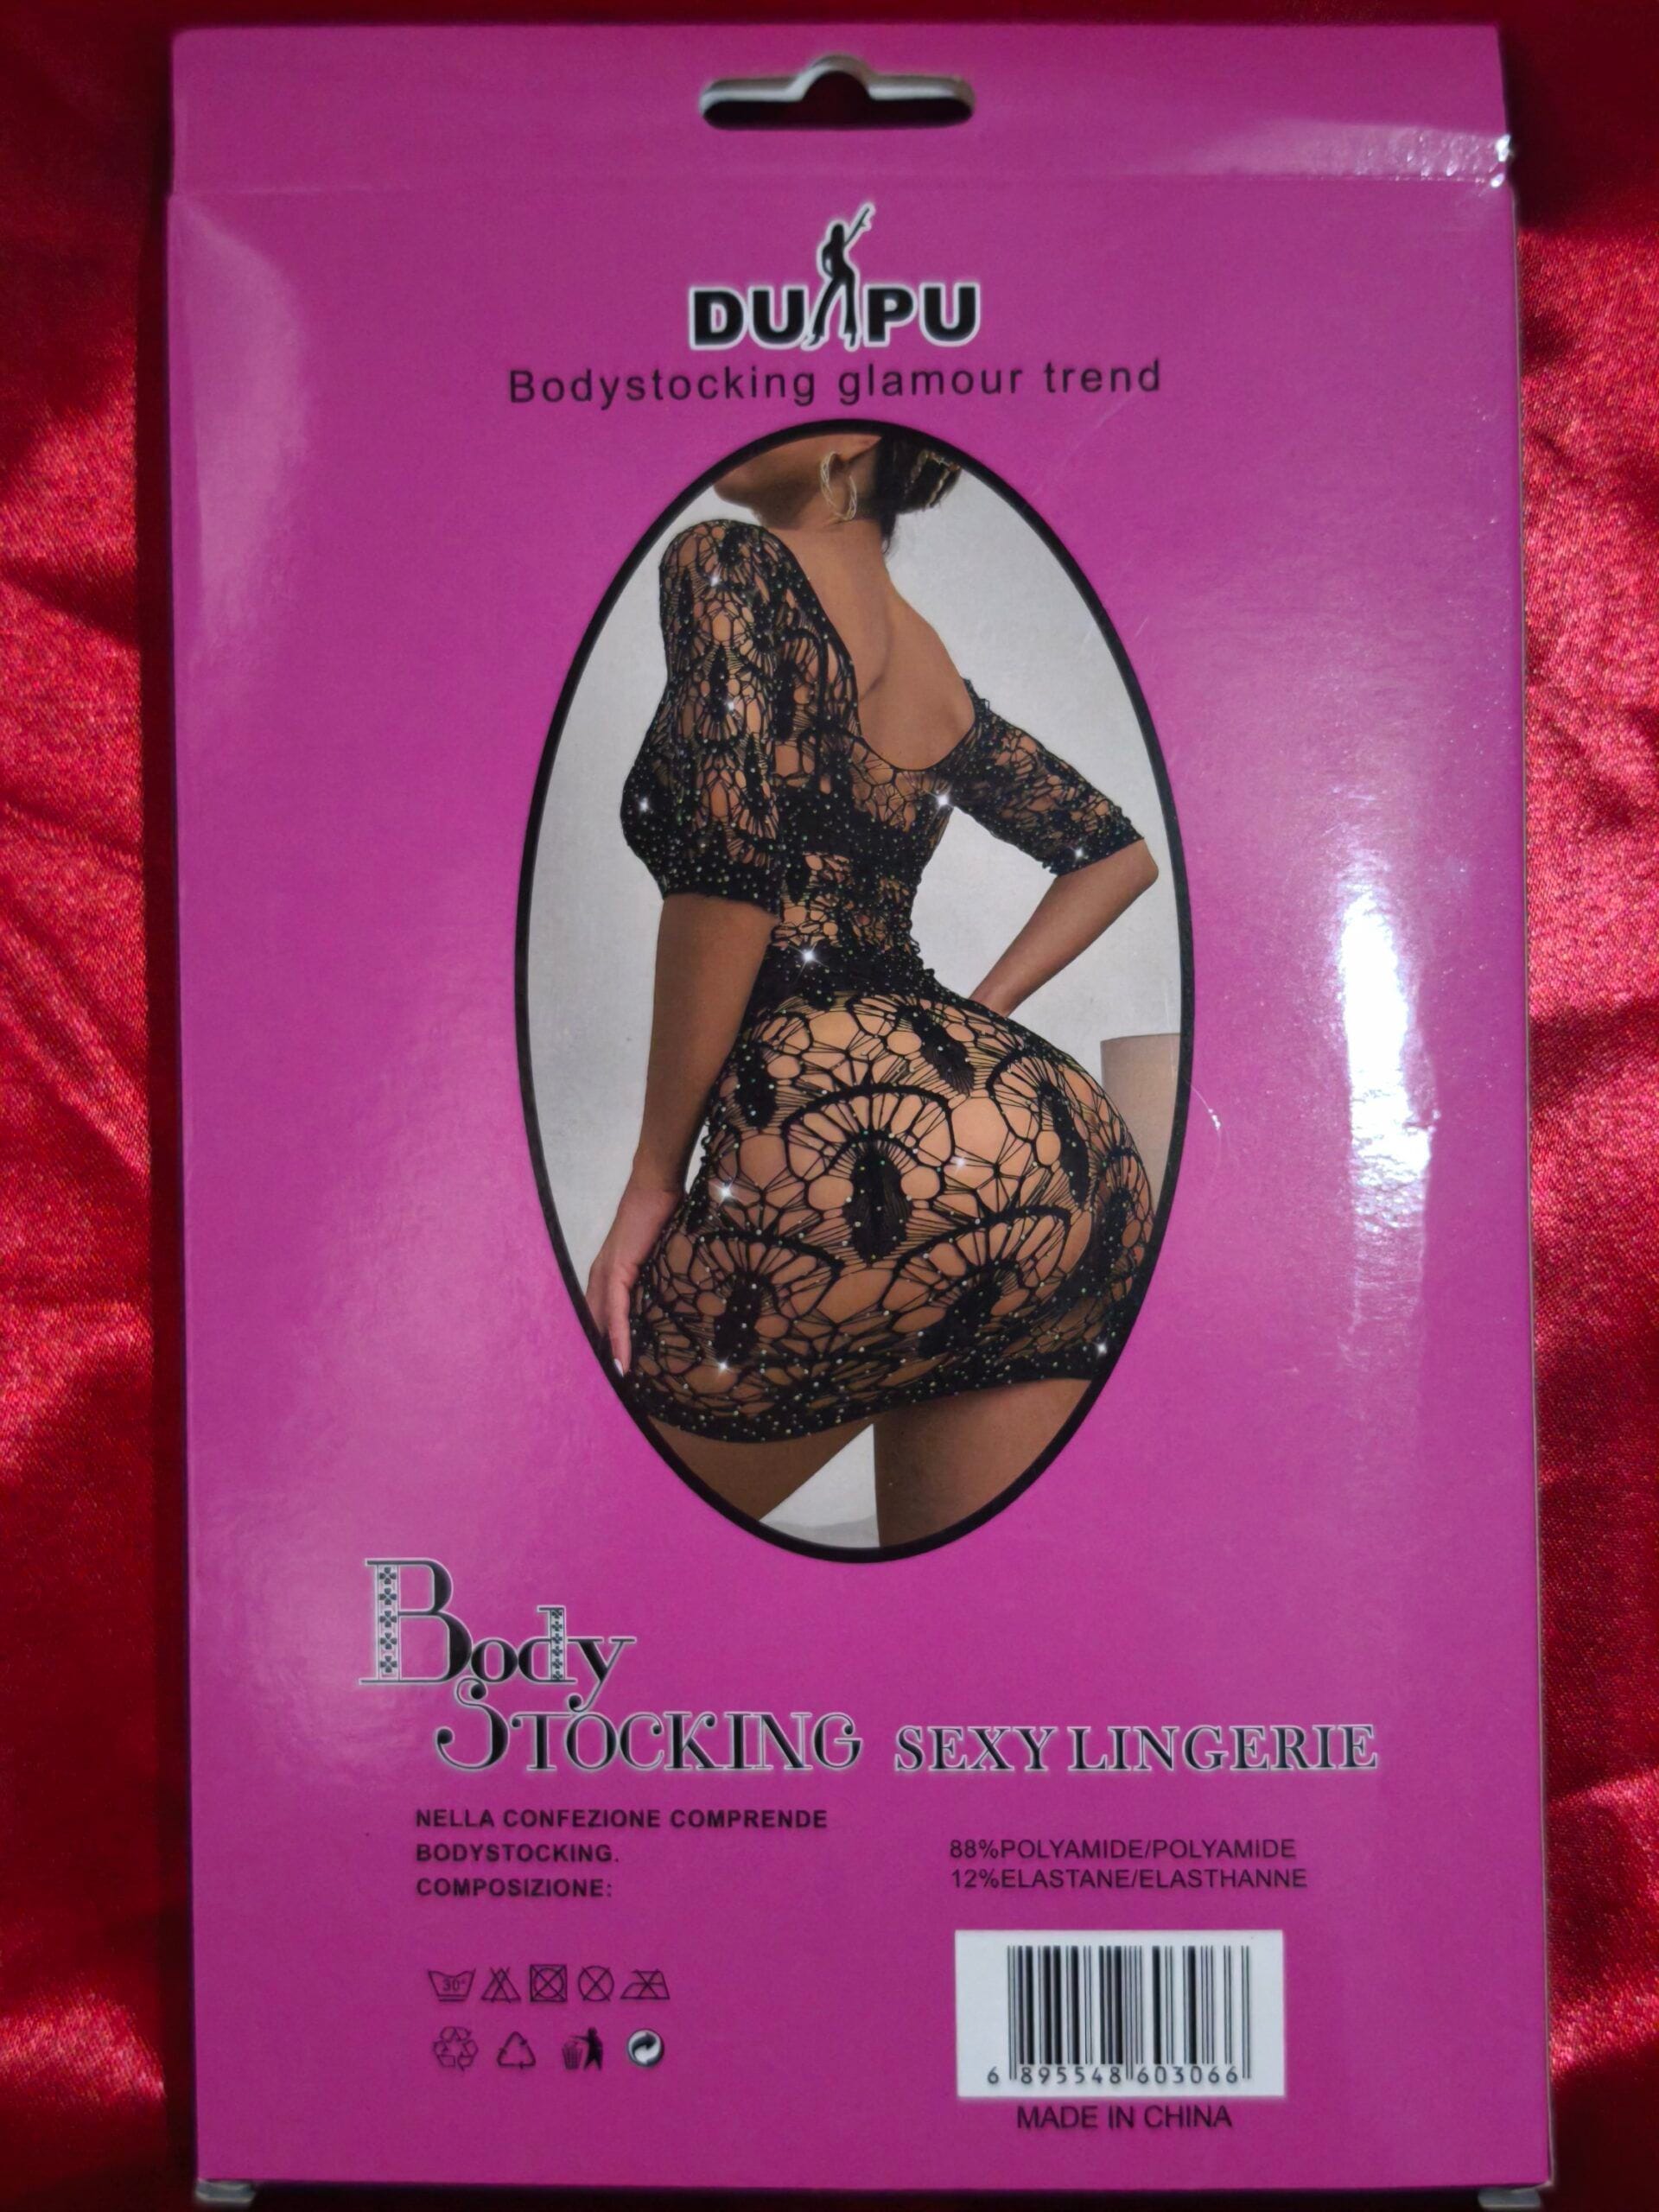 DUAPU
Bodystocking glamour trend
Body
STOCKING SEXY LINGERIE
NELLA CONFEZIONE COMPRENDE
BODYSTOCKING.
COMPOSIZIONE:
88%POLYAMIDE/POLYAMIDE
12%ELASTANE/ELASTHANNE
30°
6 895548 603066
MADE IN CHINA